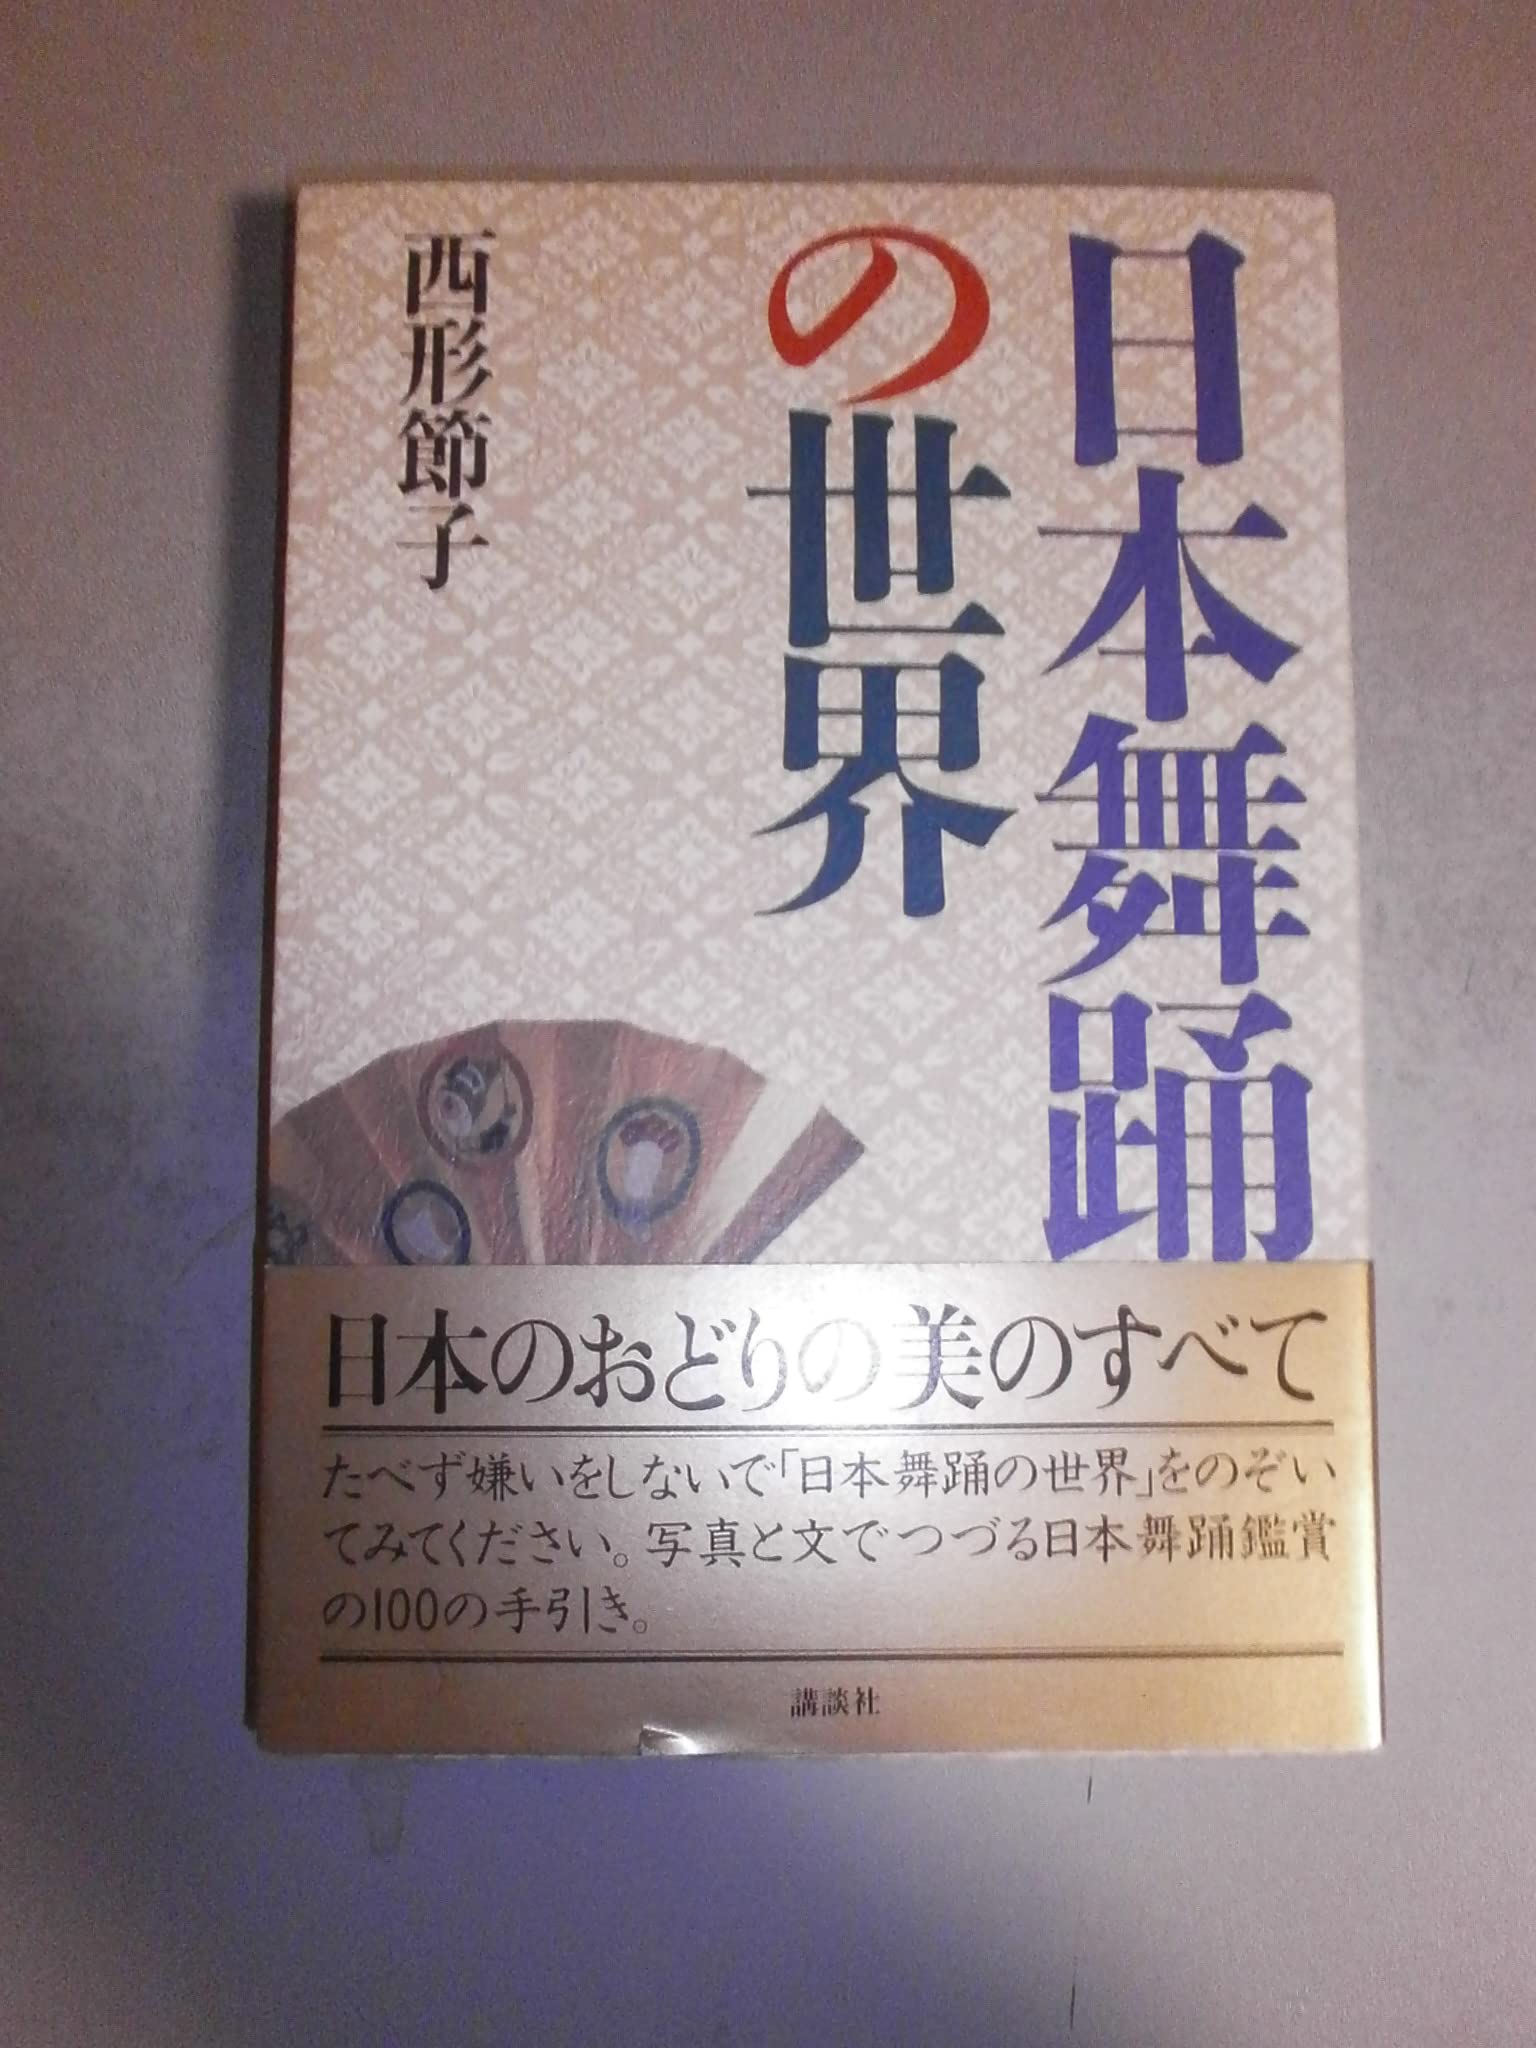 日本舞踊
の世界
西形節子
日本のおどりの美のすべて
たべず嫌いをしないで「日本舞踊の世界」をのぞい
てみてください。写真と文でつづる日本舞踊鑑賞
の100の手引き。
講談社